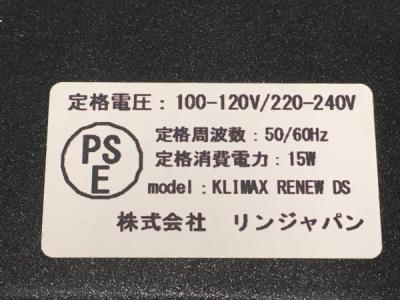 定格電圧：100-120V/220-240V
PS
E
定格周波数：50/60Hz
定格消費電力：15W
model：KLIMAX RENEW DS
株式会社 リンジャパン